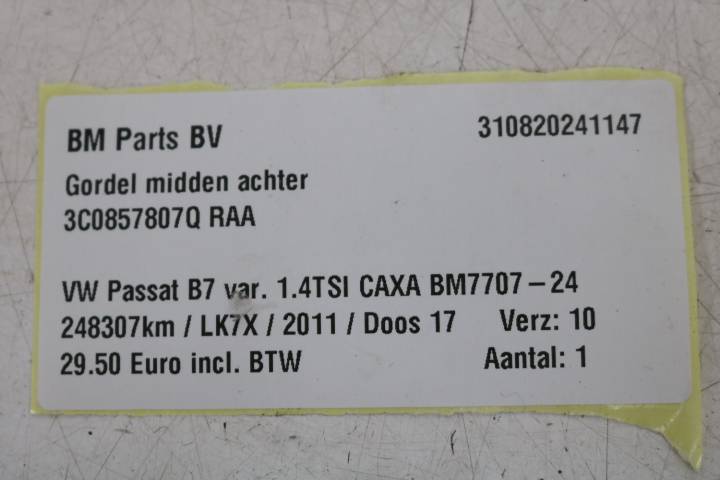 BM Parts BV 310820241147
Gordel midden achter
3C0857807Q RAA
VW Passat B7 var. 1.4TSI CAXA BM7707-24
248307km / LK7X / 2011 / Doos 17 Verz: 10
29.50 Euro incl. BTW Aantal: 1